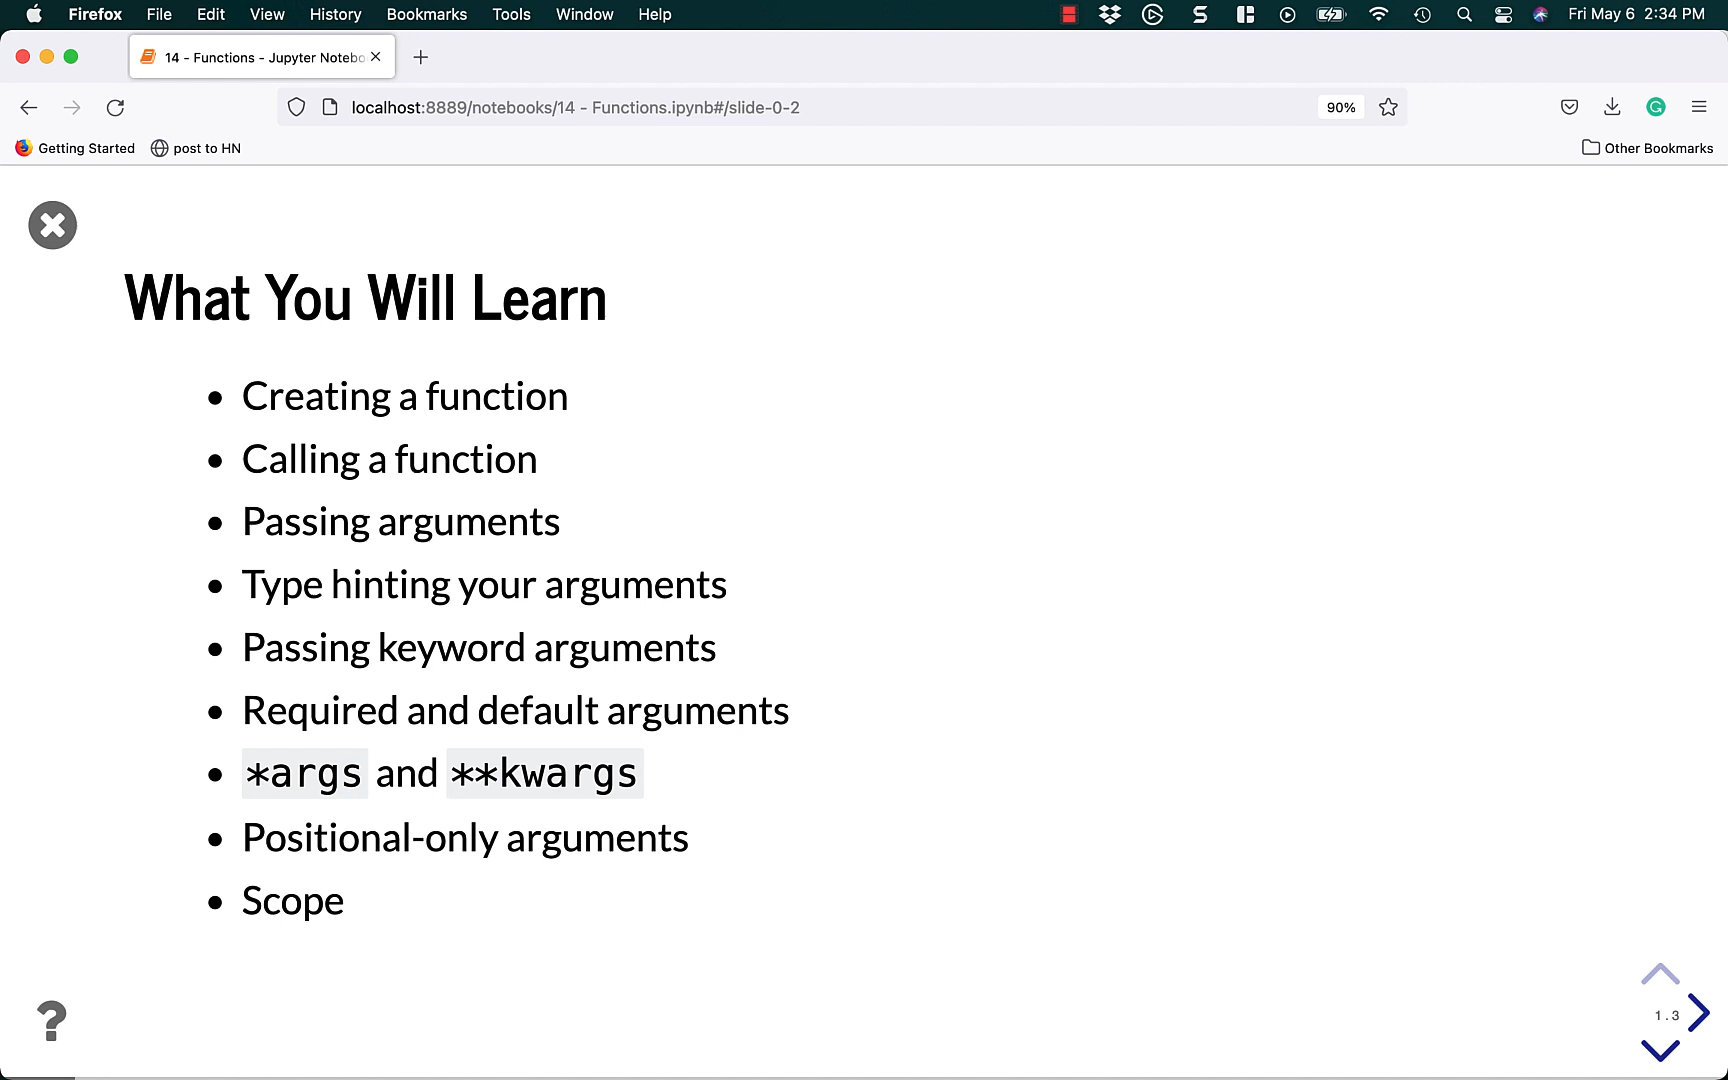 Firefox File Edit View History Bookmarks Tools Window Help Fri May 6 2:34 PM
14 - Functions - Jupyter Notebo
localhost:8889/notebooks/14 - Functions.ipynb#/slide-0-2 90%
Getting Started post to HN Other Bookmarks
What You Will Learn
• Creating a function
• Calling a function
• Passing arguments
• Type hinting your arguments
• Passing keyword arguments
• Required and default arguments
• *args and **kwargs
• Positional-only arguments
• Scope
?
1.3